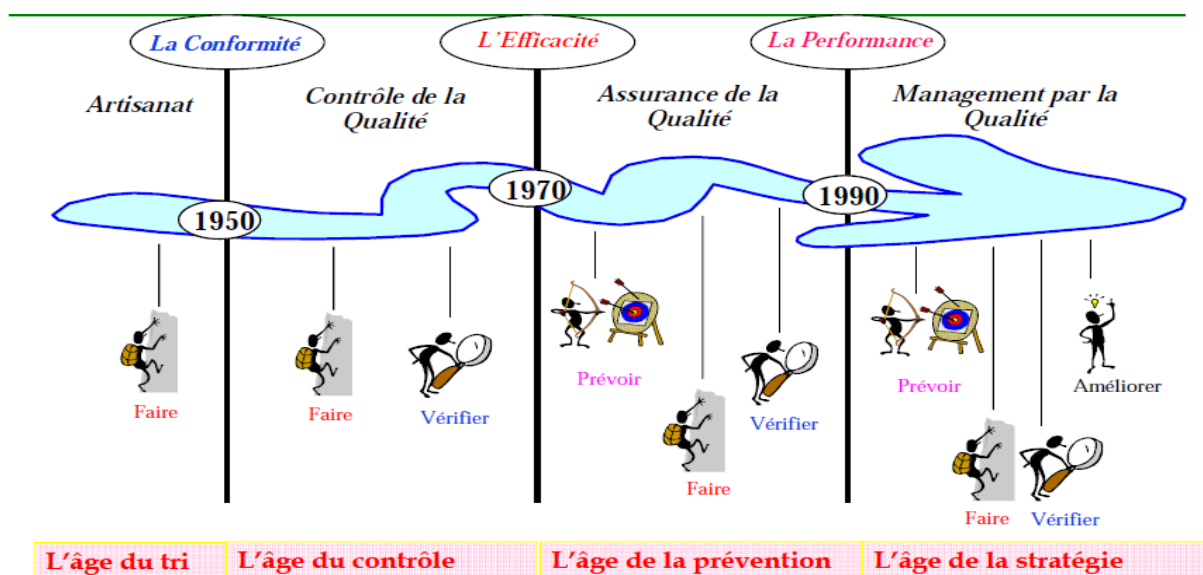 La Conformité
L'Efficacité
La Performance
Artisanat
Contrôle de la
Qualité
Assurance de la
Qualité
Management par la
Qualité
1950
1970
1990
Faire
Faire
Vérifier
Prévoir
Faire
Vérifier
Prévoir
Faire
Vérifier
Améliorer
L'âge du tri
L'âge du contrôle
L'âge de la prévention
L'âge de la stratégie